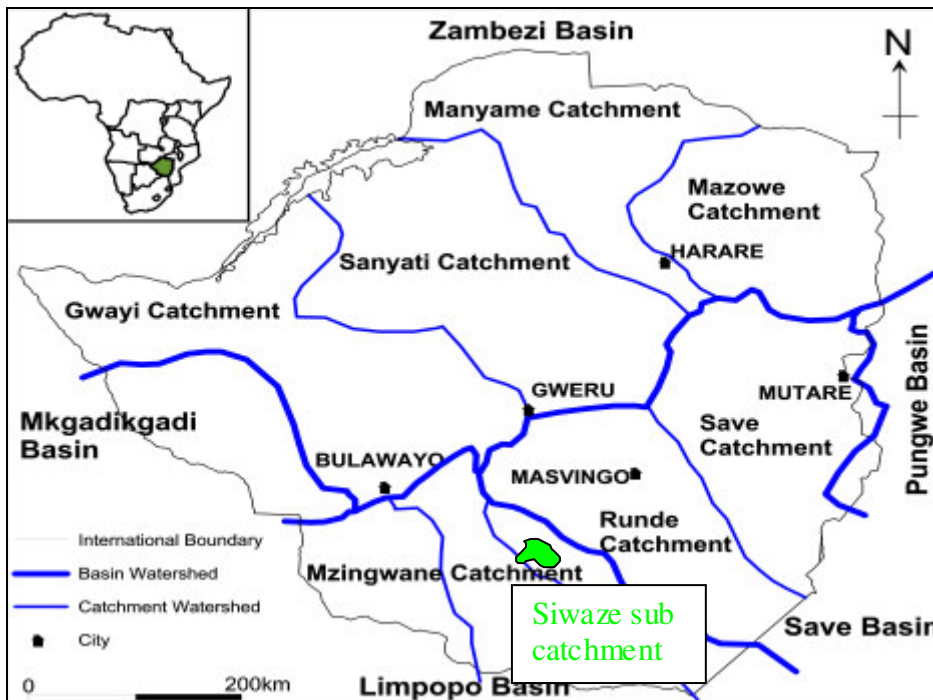 Zambezi Basin
N
Manyame Catchment
Mazowe
Catchment
HARARE
Sanyati Catchment
Gwayi Catchment
GWERU
MUTARE
Pungwe Basin
Mkgadikgadi
Basin
Save
Catchment
BULAWAYO
MASVINGO
Runde
Catchment
International Boundary
Basin Watershed
Mzingwane Catchment
Catchment Watershed
City
Siwaze sub
catchment
Save Basin
0
200km
Limpopo Basin